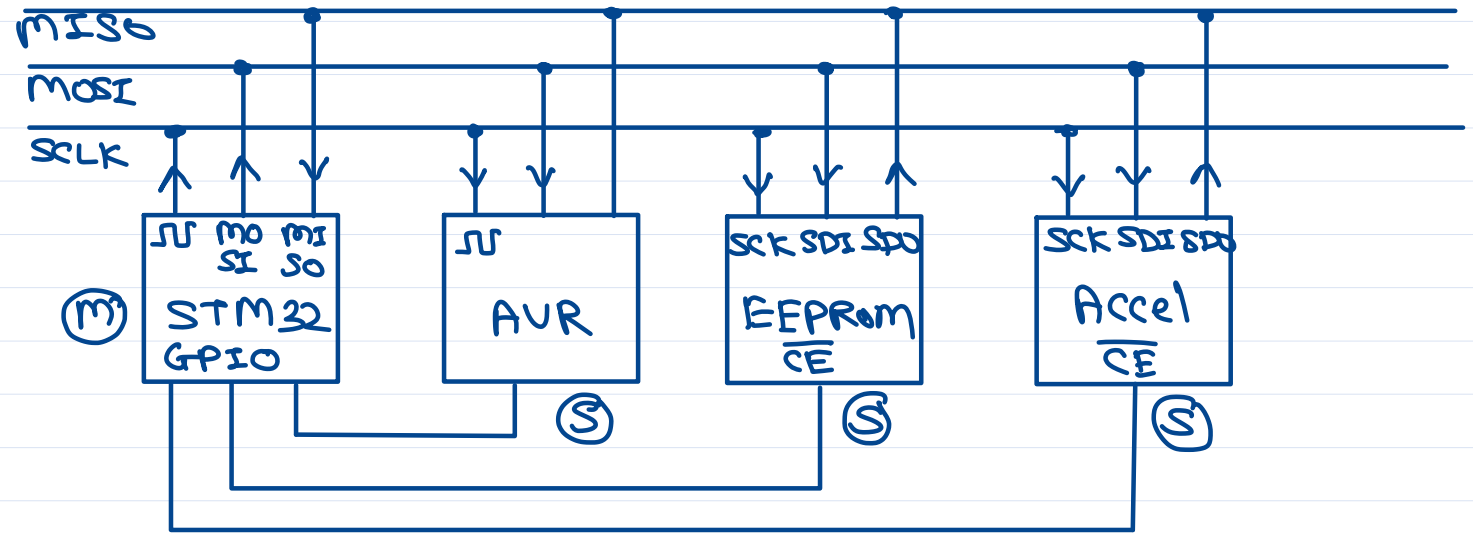 MISO
MOSI
SCLK
MO MI
SI SO
STM32
GPIO
M
AVR
S
SCK SDI SDO
EEPROM
CE
S
SCK SDI SDO
Accel
CE
S